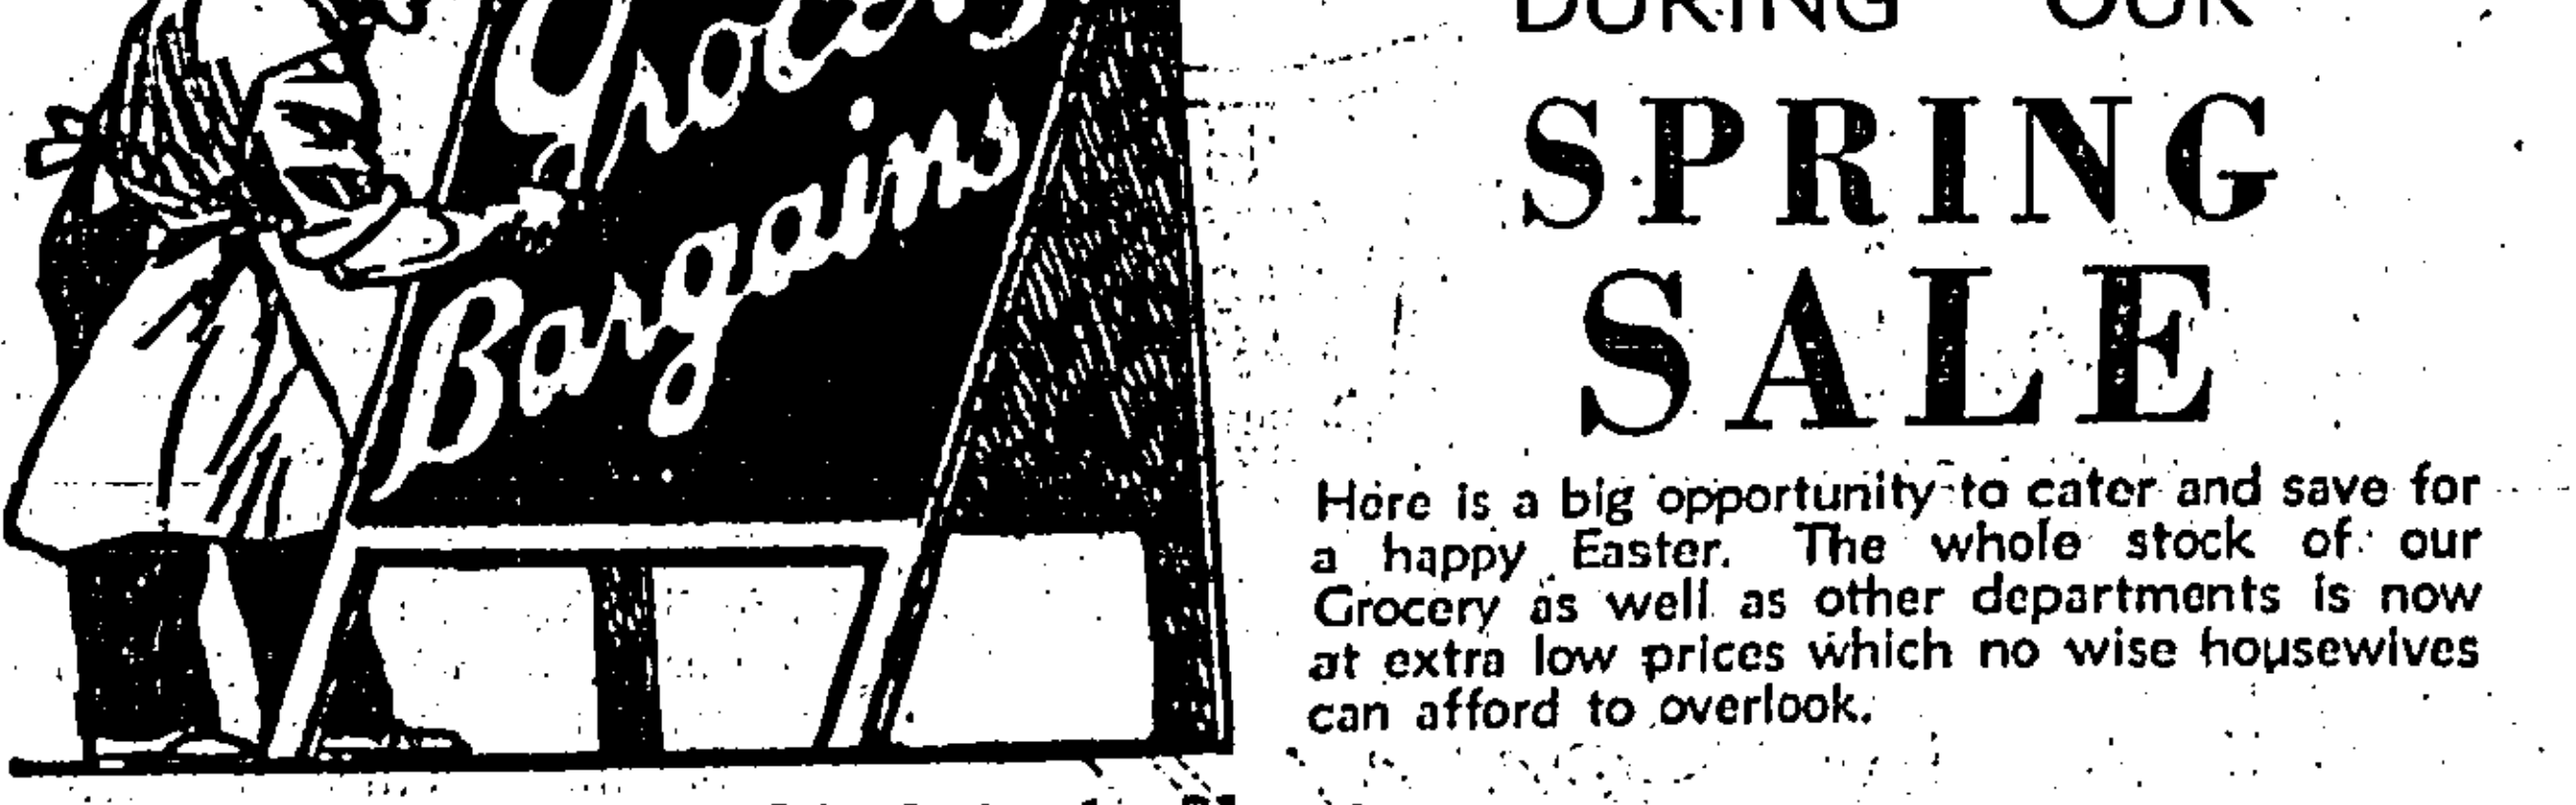 Grocery
Bargains
DURING OUR
SPRING
SALE
Here is a big opportunity to cater and save for
a happy Easter. The whole stock of our
Grocery as well as other departments is now
at extra low prices which no wise housewives
can afford to overlook.